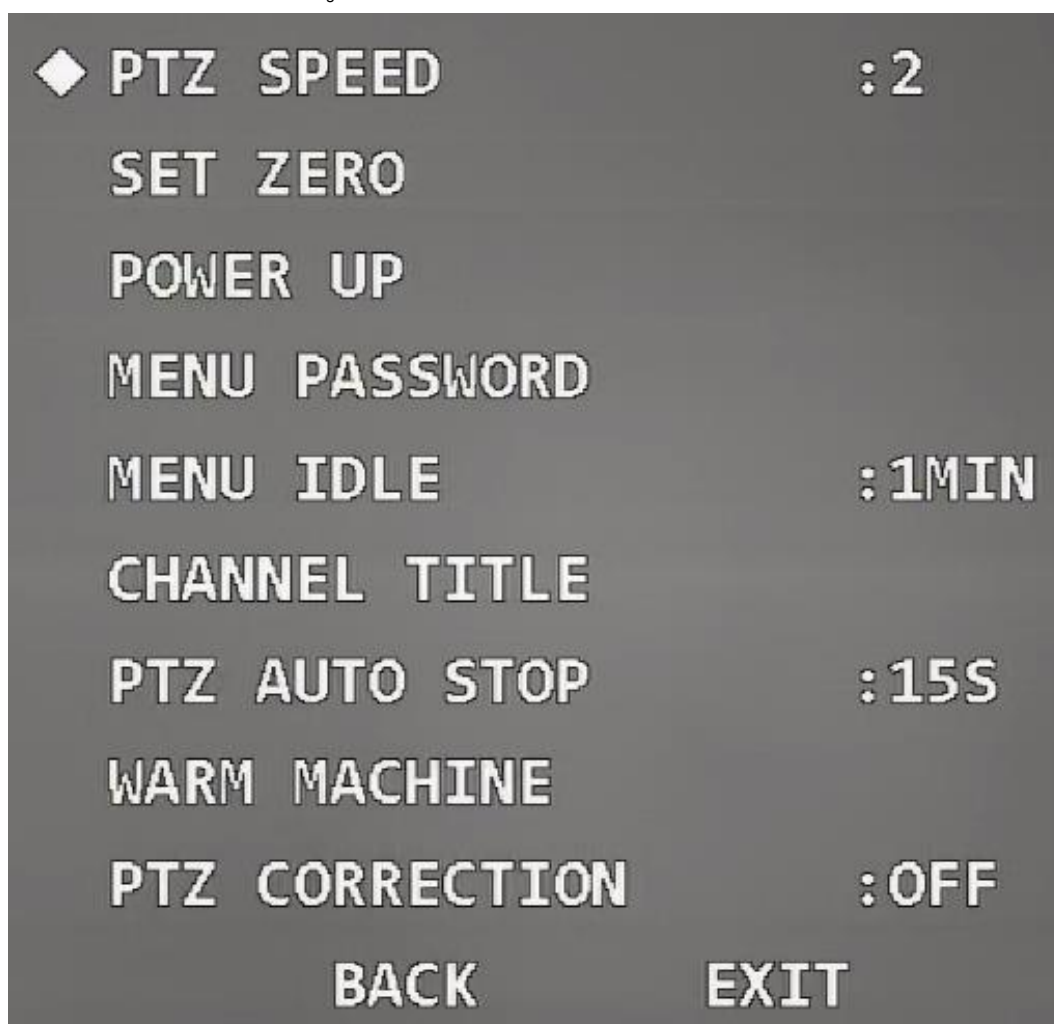 PTZ SPEED :2
SET ZERO
POWER UP
MENU PASSWORD
MENU IDLE :1MIN
CHANNEL TITLE
PTZ AUTO STOP :15S
WARM MACHINE
PTZ CORRECTION :OFF
BACK EXIT